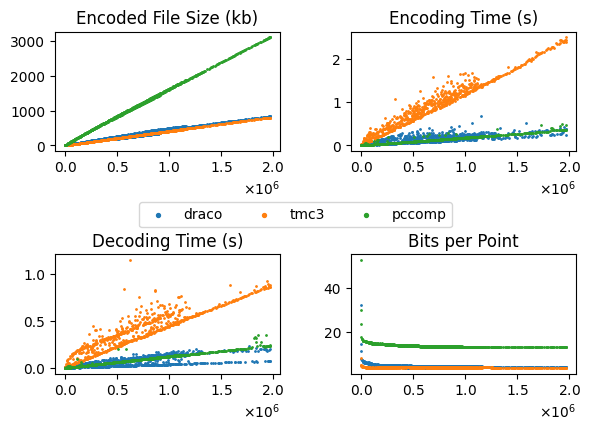 Encoded File Size (kb)
3000
2000
1000
0
0.0 0.5 1.0 1.5 2.0
×10⁶
Encoding Time (s)
2
1
0
0.0 0.5 1.0 1.5 2.0
×10⁶
draco tmc3 pccomp
Decoding Time (s)
1.0
0.5
0.0
0.0 0.5 1.0 1.5 2.0
×10⁶
Bits per Point
40
20
0.0 0.5 1.0 1.5 2.0
×10⁶